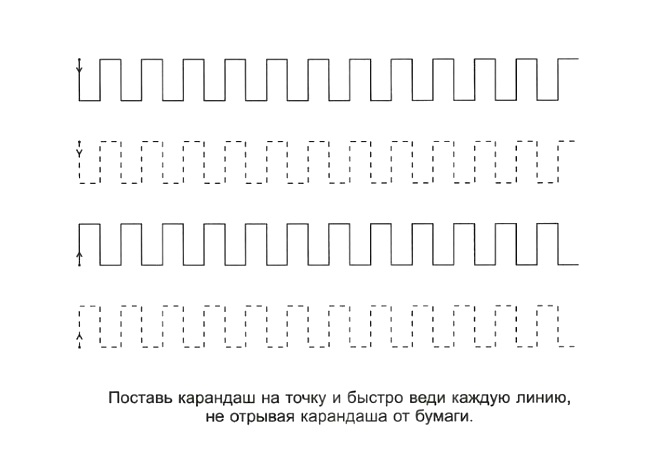 Поставь карандаш на точку и быстро веди каждую линию,
не отрывая карандаша от бумаги.